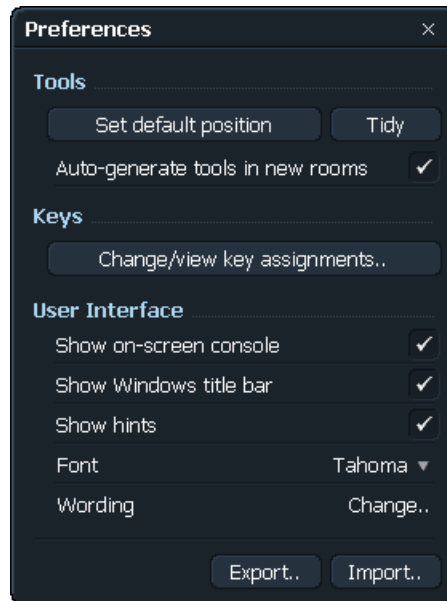 Preferences
Tools
Set default position Tidy
Auto-generate tools in new rooms
Keys
Change/view key assignments..
User Interface
Show on-screen console
Show Windows title bar
Show hints
Font Tahoma
Wording Change..
Export.. Import..